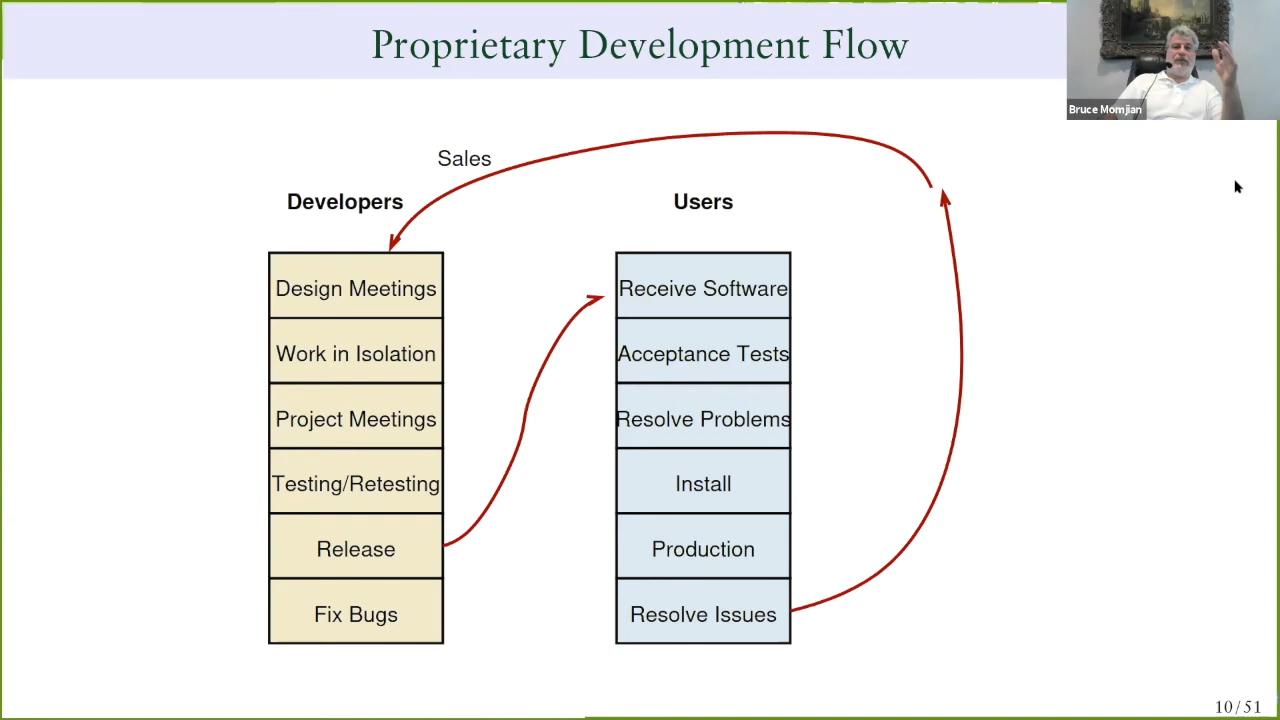 Proprietary Development Flow
Bruce Momjian
Sales
Developers
Users
Design Meetings
Work in Isolation
Project Meetings
Testing/Retesting
Release
Fix Bugs
Receive Software
Acceptance Tests
Resolve Problems
Install
Production
Resolve Issues
10/51